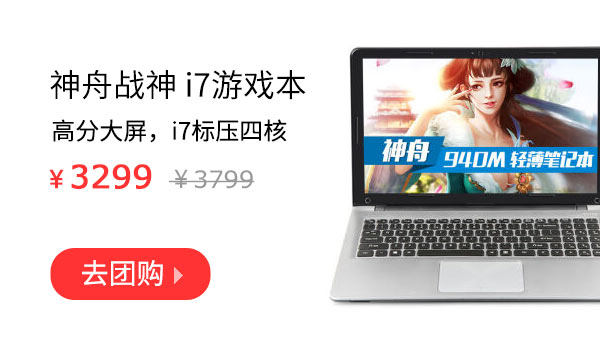 神舟战神 i7游戏本
高分大屏，i7标压四核
¥ 3299 ¥ 3799
去团购
神舟 940M 轻薄笔记本